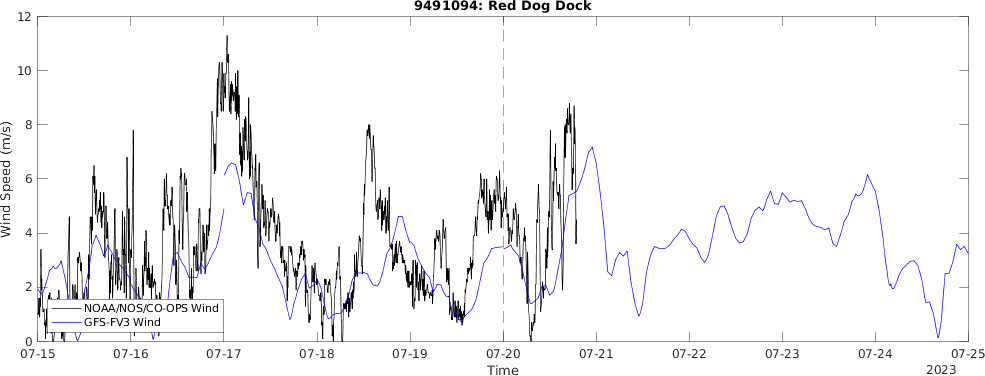 9491094: Red Dog Dock
12
10
8
6
4
2
0
Wind Speed (m/s)
NOAA/NOS/CO-OPS Wind
GFS-FV3 Wind
07-15 07-16 07-17 07-18 07-19 07-20 07-21 07-22 07-23 07-24 07-25
Time
2023